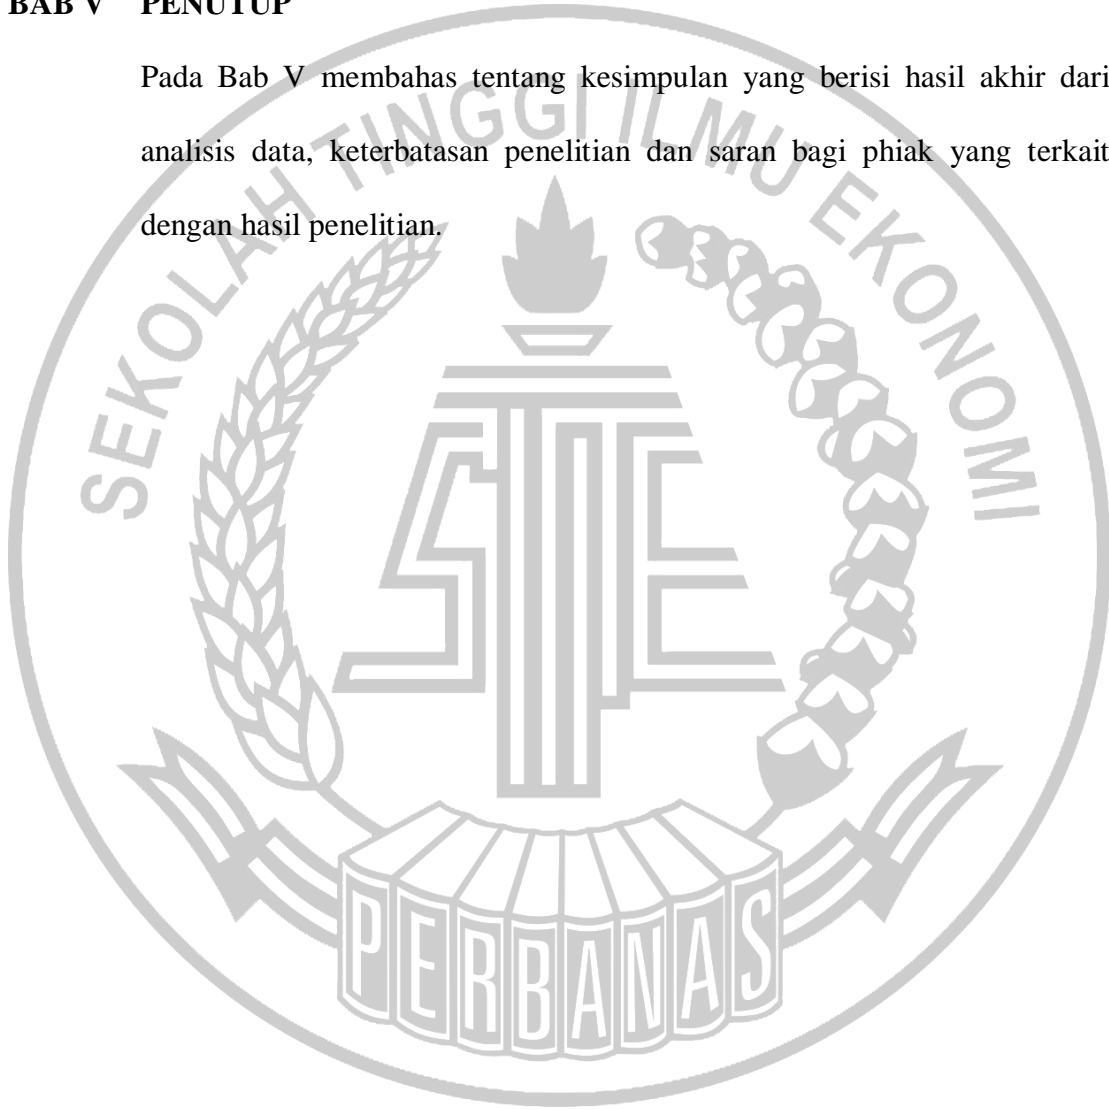 BAB V PENUTUP
Pada Bab V membahas tentang kesimpulan yang berisi hasil akhir dari
analisis data, keterbatasan penelitian dan saran bagi phiak yang terkait
dengan hasil penelitian.
SEKOLAH TINGGI ILMU EKONOMI
STIE
PERBANAS